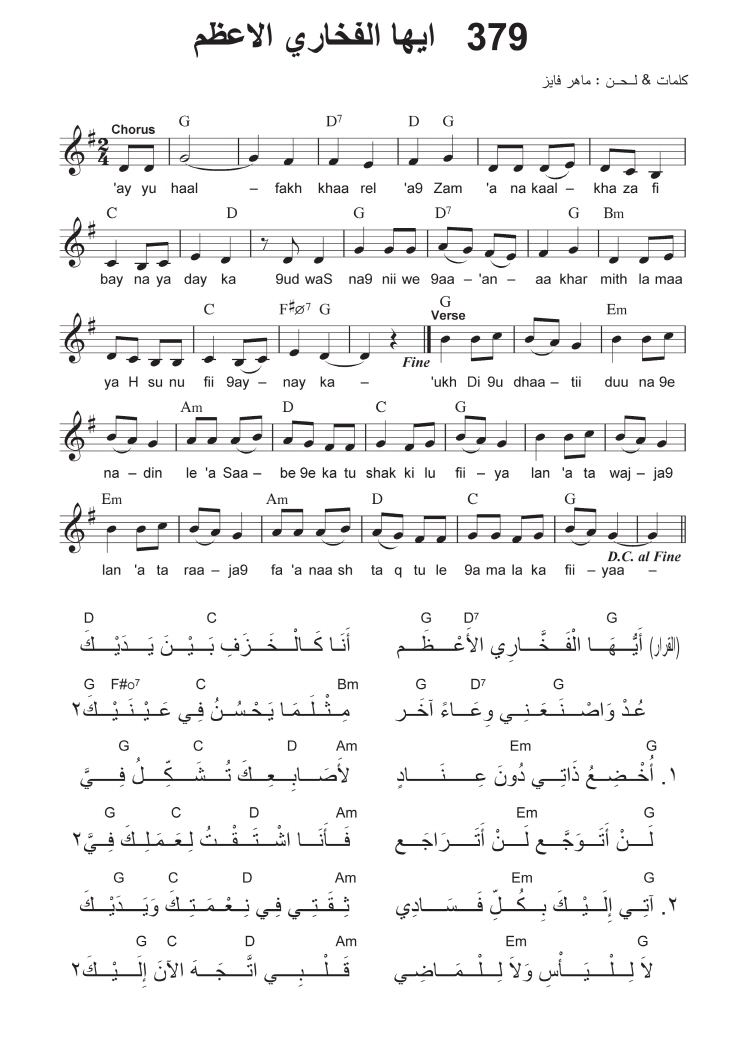 379 ايها الفخاري الاعظم
كلمات & لـحـن : ماهر فايز
Chorus G D7 D G
'ay yu haal – fakh khaa rel 'a9 Zam 'a na kaal – kha za fi
C D G D7 G Bm
bay na ya day ka 9ud waS na9 nii we 9aa – 'an – aa khar mith la maa
C F#ø7 G G Em
Fine Verse
ya H su nu fii 9ay – nay ka – 'ukh Di 9u dhaa – tii duu na 9e
Am D C G
na – din le 'a Saa – be 9e ka tu shak ki lu fii – ya lan 'a ta waj – ja9
Em Am D C G
D.C. al Fine
lan 'a ta raa – ja9 fa 'a naa sh ta q tu le 9a ma la ka fii – yaa –
G D7 G D C
(القرار) أَيُّـهَـا الْفَـخَّـارِي الأَعْـظَـم أَنَـا كَـالْـخَـزَفِ بَـيْـنَ يَـدَيْـكَ
G D7 G G F#o7 C Bm
عُدْ وَاصْـنَـعَـنِـي وِعَـاءً آخَـر مِـثْـلَـمَـا يَـحْـسُـنُ فِـي عَـيْـنَـيْـكَ٢
Em G G C D Am
١. أُخْـضِـعُ ذَاتِـي دُونَ عِـنَـادٍ لأَصَـابِـعِـكَ تُـشَـكِّـلُ فِـيَّ
Em G G C D Am
لَـنْ أَتَـوَجَّـع لَـنْ أَتَـرَاجَـع فَـأَنَـا اشْـتَـقْـتُ لِـعَـمَـلِـكَ فِـيَّ٢
Em G G C D Am
٢. آتِـي إِلَـيْـكَ بِـكُـلِّ فَـسَـادِي ثِـقَـتِـي فِـي نِـعْـمَـتِـكَ وَيَـدَيْـكَ
Em G G C D Am
لاَ لِـلْـيَـأْسِ وَلاَ لِـلْـمَـاضِـي قَـلْـبِـي اتَّـجَـهَ الآنَ إِلَـيْـكَ٢